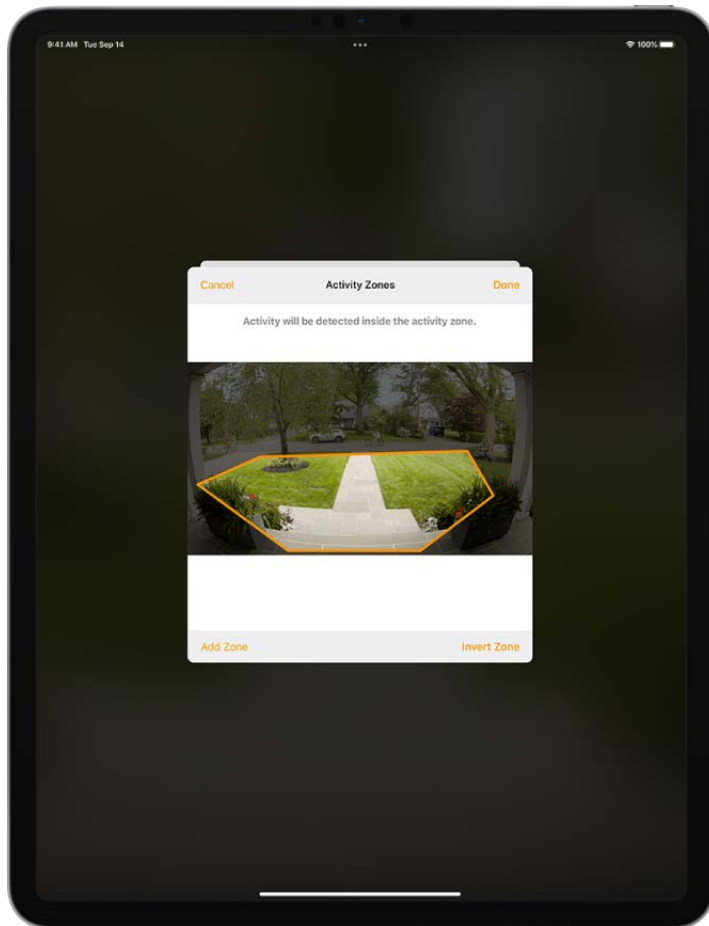 9:41 AM Tue Sep 14
100%
Cancel
Activity Zones
Done
Activity will be detected inside the activity zone.
Add Zone
Invert Zone